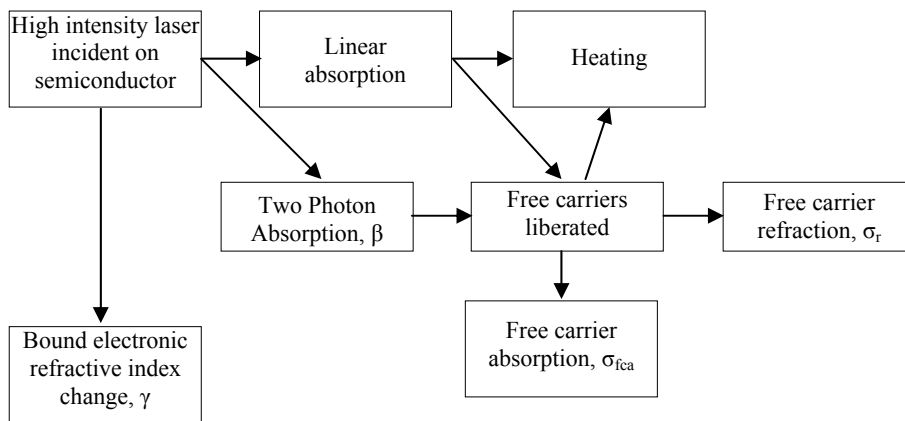 High intensity laser
incident on
semiconductor
Linear
absorption
Heating
Two Photon
Absorption, β
Free carriers
liberated
Free carrier
refraction, σr
Bound electronic
refractive index
change, γ
Free carrier
absorption, σfca